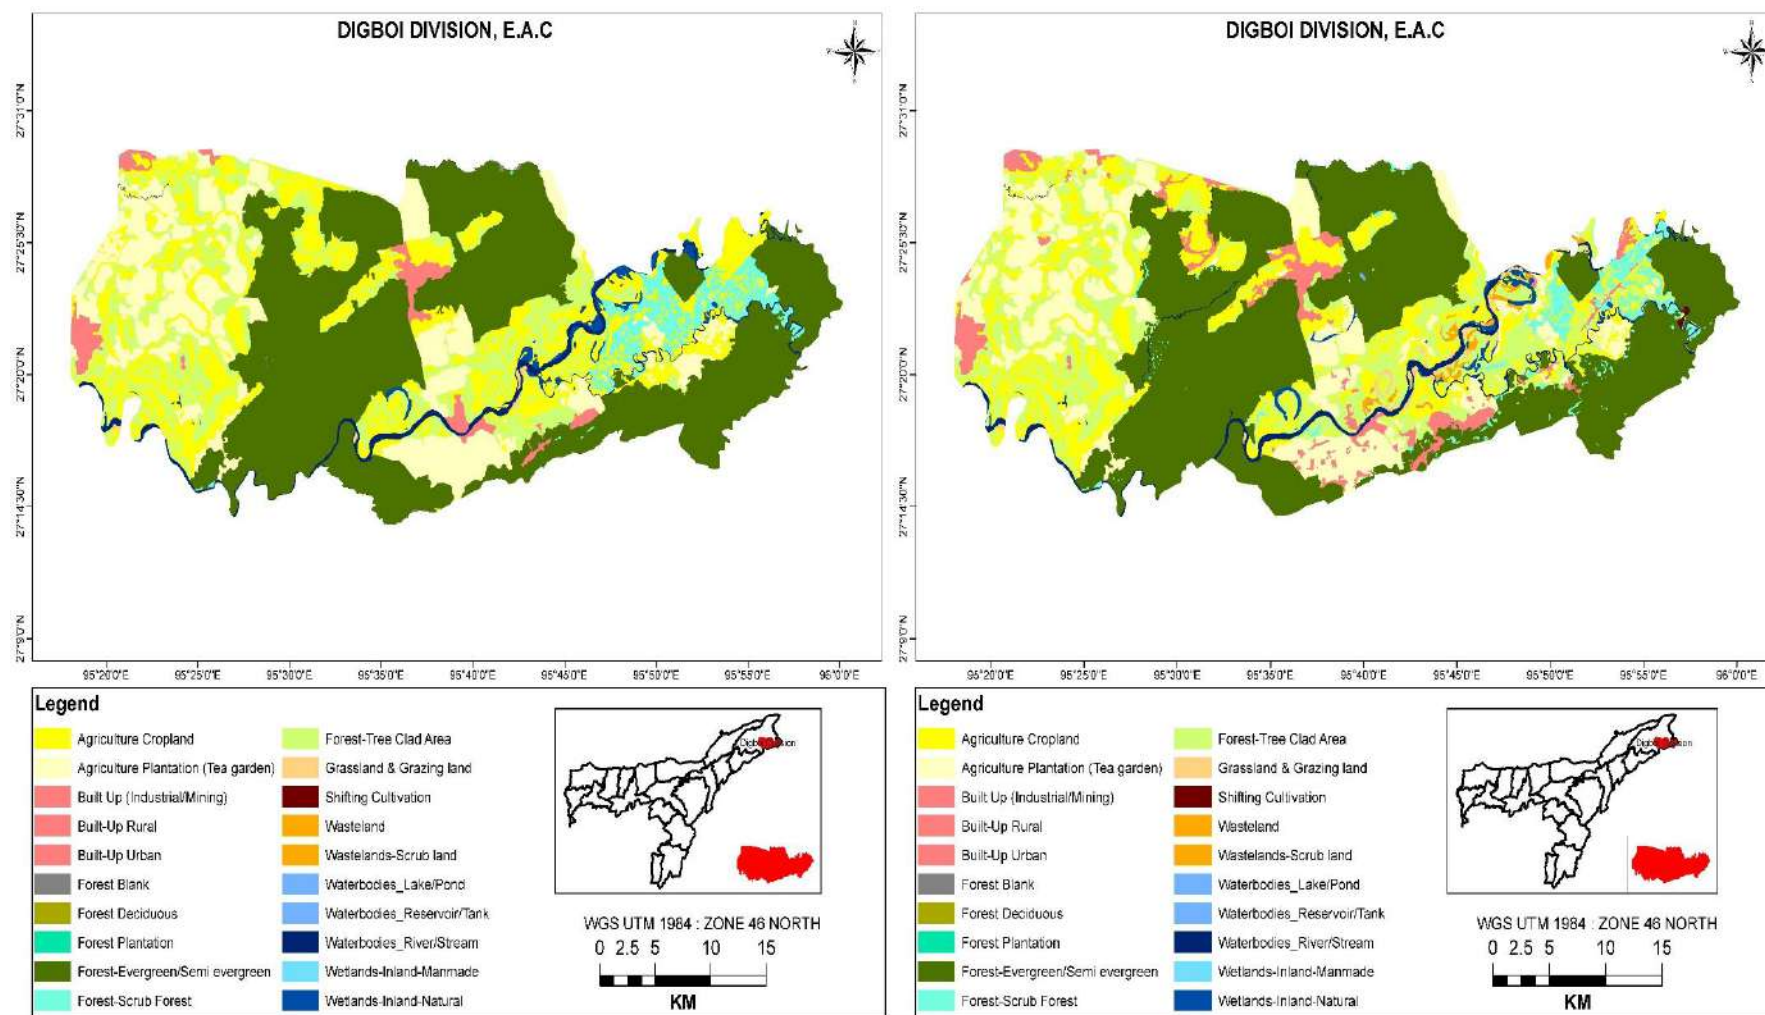 DIGBOI DIVISION, E.A.C
N
27°31'0"N
27°25'30"N
27°20'0"N
27°14'30"N
27°9'0"N
95°20'0"E 95°25'0"E 95°30'0"E 95°35'0"E 95°40'0"E 95°45'0"E 95°50'0"E 95°55'0"E 96°0'0"E
Legend
Agriculture Cropland
Agriculture Plantation (Tea garden)
Built Up (Industrial/Mining)
Built-Up Rural
Built-Up Urban
Forest Blank
Forest Deciduous
Forest Plantation
Forest-Evergreen/Semi evergreen
Forest-Scrub Forest
Forest-Tree Clad Area
Grassland & Grazing land
Shifting Cultivation
Wasteland
Wastelands-Scrub land
Waterbodies_Lake/Pond
Waterbodies_Reservoir/Tank
Waterbodies_River/Stream
Wetlands-Inland-Manmade
Wetlands-Inland-Natural
Digboi Division
WGS UTM 1984 : ZONE 46 NORTH
0 2.5 5 10 15
KM
DIGBOI DIVISION, E.A.C
N
27°31'0"N
27°25'30"N
27°20'0"N
27°14'30"N
27°9'0"N
95°20'0"E 95°25'0"E 95°30'0"E 95°35'0"E 95°40'0"E 95°45'0"E 95°50'0"E 95°55'0"E 96°0'0"E
Legend
Agriculture Cropland
Agriculture Plantation (Tea garden)
Built Up (Industrial/Mining)
Built-Up Rural
Built-Up Urban
Forest Blank
Forest Deciduous
Forest Plantation
Forest-Evergreen/Semi evergreen
Forest-Scrub Forest
Forest-Tree Clad Area
Grassland & Grazing land
Shifting Cultivation
Wasteland
Wastelands-Scrub land
Waterbodies_Lake/Pond
Waterbodies_Reservoir/Tank
Waterbodies_River/Stream
Wetlands-Inland-Manmade
Wetlands-Inland-Natural
Digboi Division
WGS UTM 1984 : ZONE 46 NORTH
0 2.5 5 10 15
KM